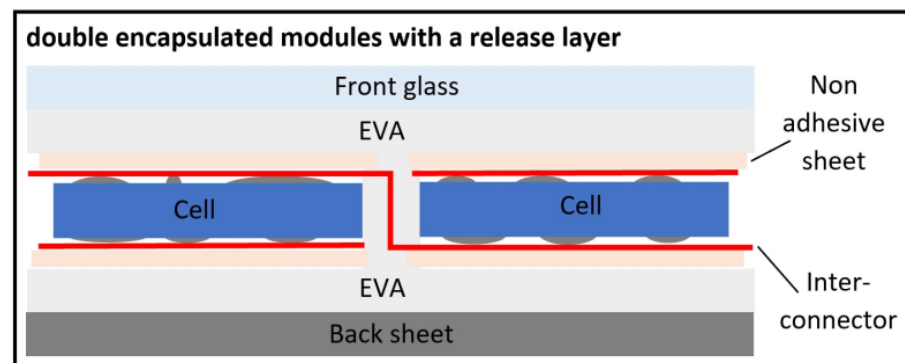 double encapsulated modules with a release layer
Front glass
EVA
Non
adhesive
sheet
Cell
Cell
EVA
Inter-
connector
Back sheet